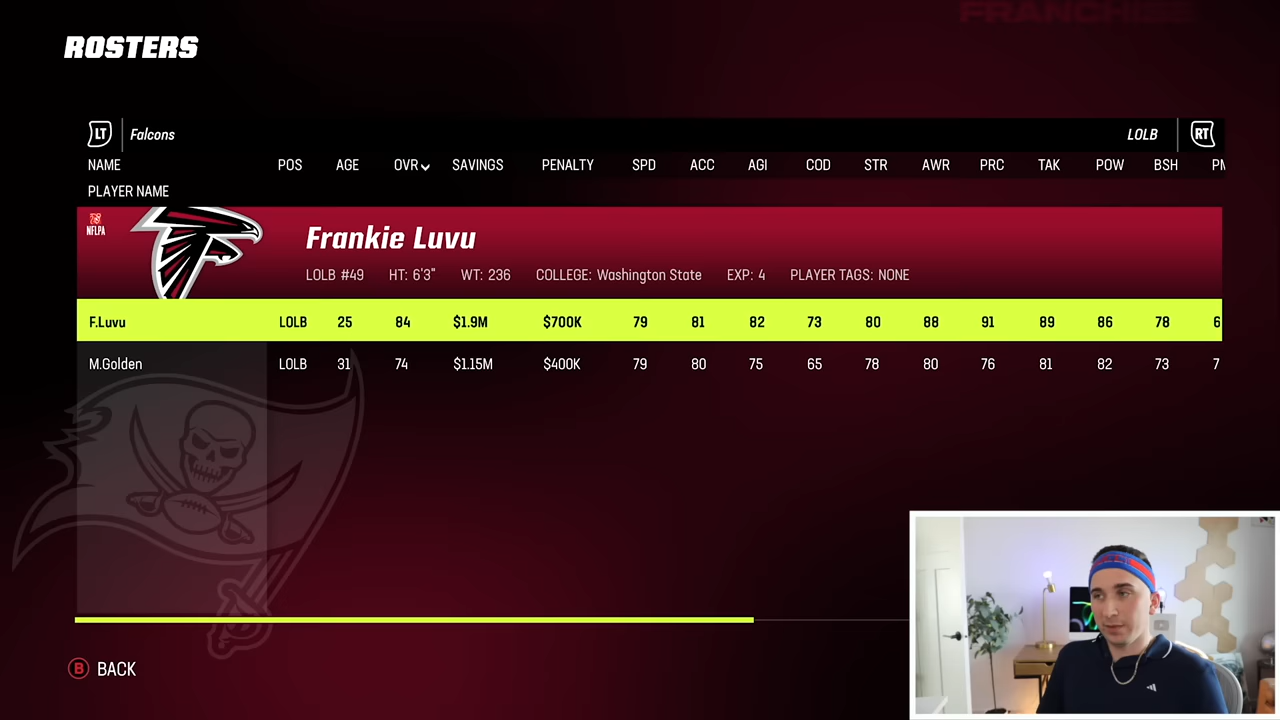 FRANCHISE
ROSTERS
LT Falcons LOLB RT
NAME POS AGE OVR SAVINGS PENALTY SPD ACC AGI COD STR AWR PRC TAK POW BSH
PLAYER NAME
NFLPA
Frankie Luvu
LOLB #49 HT: 6'3" WT: 236 COLLEGE: Washington State EXP: 4 PLAYER TAGS: NONE
F.Luvu LOLB 25 84 $1.9M $700K 79 81 82 73 80 88 91 89 86 78 6
M.Golden LOLB 31 74 $1.15M $400K 79 80 75 65 78 80 76 81 82 73 7
B BACK